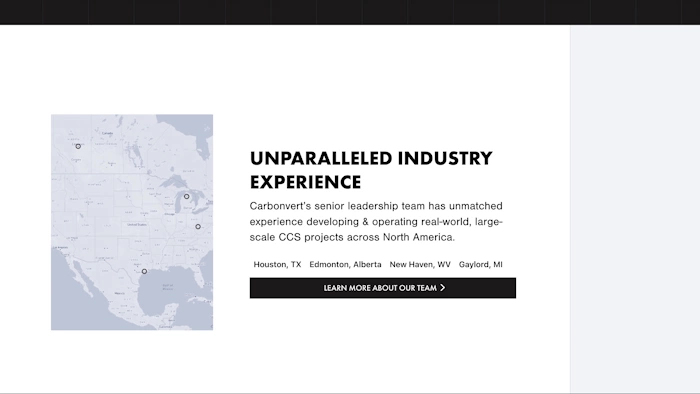 UNPARALLELED INDUSTRY
EXPERIENCE
Carbonvert's senior leadership team has unmatched
experience developing & operating real-world, large-
scale CCS projects across North America.
Houston, TX Edmonton, Alberta New Haven, WV Gaylord, MI
LEARN MORE ABOUT OUR TEAM